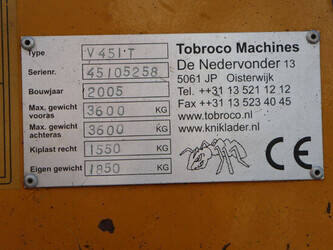 Type V451.T
Serienr. 45105258
Bouwjaar 2005
Max. gewicht vooras 3600 KG
Max. gewicht achteras 3600 KG
Kiplast recht 1550 KG
Eigen gewicht 1850 KG
Tobroco Machines
De Nedervonder 13
5061 JP Oisterwijk
Tel. ++31 13 521 12 12
Fax ++31 13 523 40 45
www.tobroco.nl
www.kniklader.nl
CE